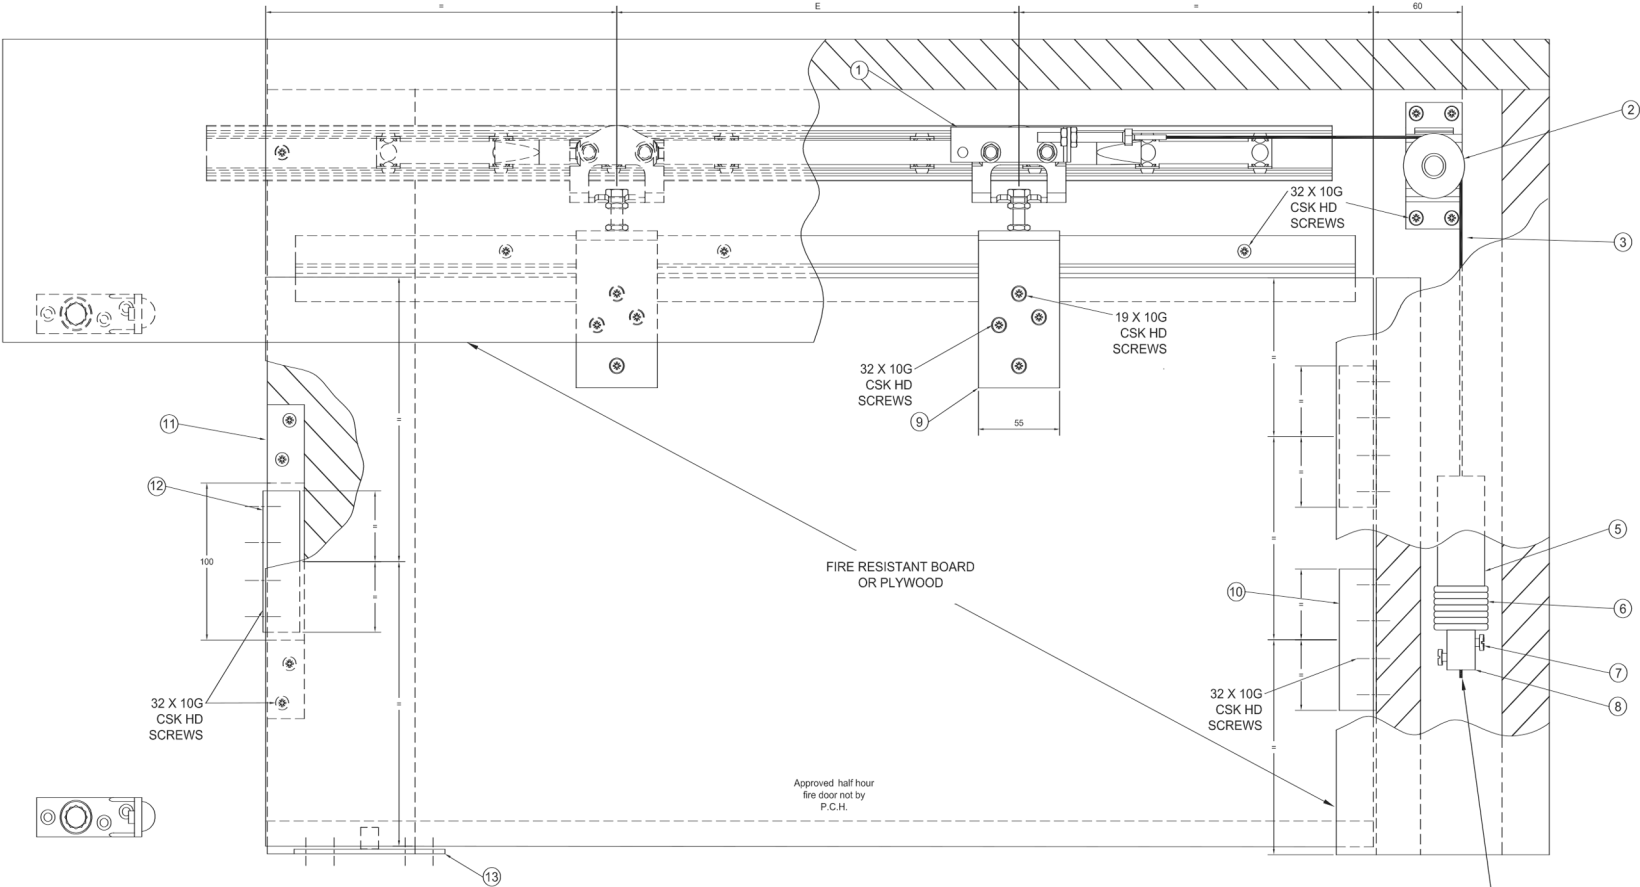 =
E
=
60
1
2
32 X 10G
CSK HD
SCREWS
3
19 X 10G
CSK HD
SCREWS
32 X 10G
CSK HD
SCREWS
9
55
11
=
=
=
=
12
100
=
=
=
5
FIRE RESISTANT BOARD
OR PLYWOOD
10
=
6
=
7
32 X 10G
CSK HD
SCREWS
8
32 X 10G
CSK HD
SCREWS
=
=
Approved half hour
fire door not by
P.C.H.
13